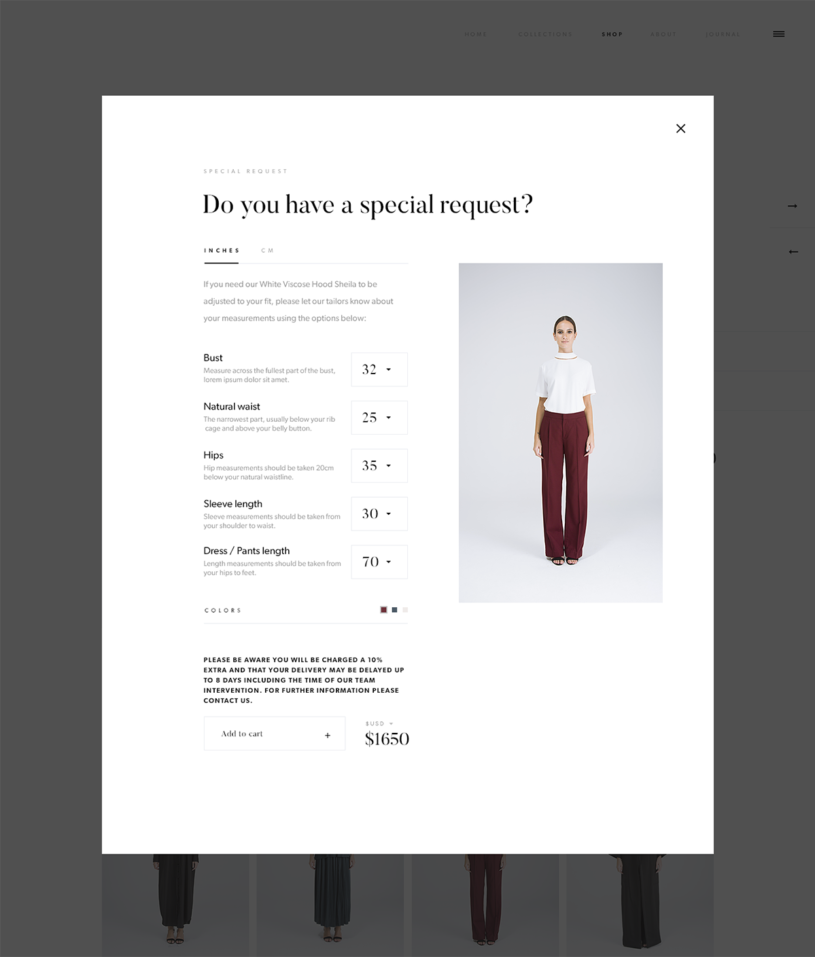 HOME COLLECTIONS SHOP ABOUT JOURNAL
SPECIAL REQUEST
Do you have a special request?
INCHES CM
If you need our White Viscose Hood Sheila to be
adjusted to your fit, please let our tailors know about
your measurements using the options below:
Bust
Measure across the fullest part of the bust,
lorem ipsum dolor sit amet.
32
Natural waist
The narrowest part, usually below your rib
cage and above your belly button.
25
Hips
Hip measurements should be taken 20cm
below your natural waistline.
35
Sleeve length
Sleeve measurements should be taken from
your shoulder to waist.
30
Dress / Pants length
Length measurements should be taken from
your hips to feet.
70
COLORS
PLEASE BE AWARE YOU WILL BE CHARGED A 10%
EXTRA AND THAT YOUR DELIVERY MAY BE DELAYED UP
TO 8 DAYS INCLUDING THE TIME OF OUR TEAM
INTERVENTION. FOR FURTHER INFORMATION PLEASE
CONTACT US.
Add to cart +
$USD
$1650